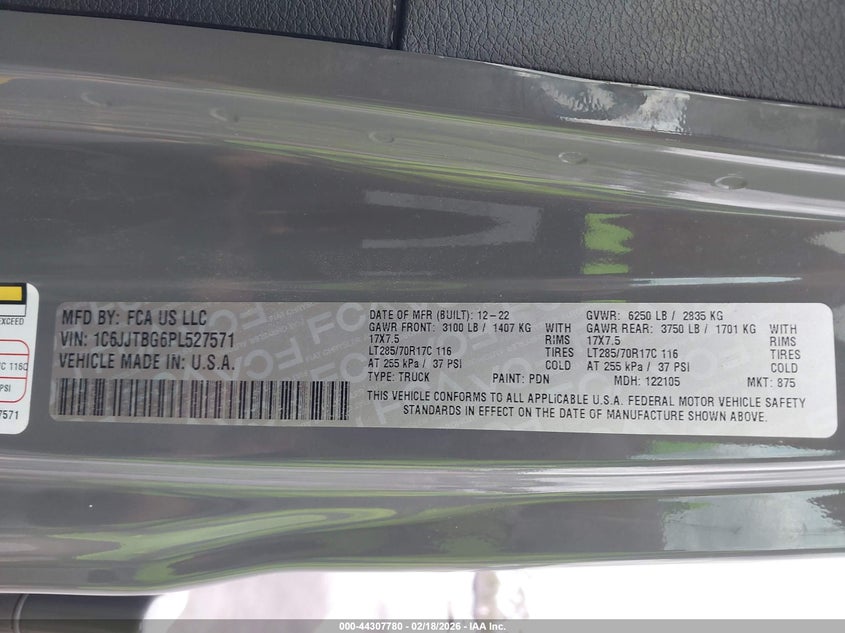 EXCEED
C 116C
PSI
7571
MFD BY: FCA US LLC
VIN: 1C6JJTBG6PL527571
VEHICLE MADE IN U.S.A.
DATE OF MFR (BUILT): 12-22
GAWR FRONT: 3100 LB / 1407 KG WITH
17X7.5 RIMS
LT285/70R17C 116 TIRES
AT 255 kPa / 37 PSI COLD
TYPE: TRUCK PAINT: PDN
GVWR: 6250 LB / 2835 KG
GAWR REAR: 3750 LB / 1701 KG WITH
17X7.5 RIMS
LT285/70R17C 116 TIRES
AT 255 kPa / 37 PSI COLD
MDH: 122105 MKT: 875
THIS VEHICLE CONFORMS TO ALL APPLICABLE U.S.A. FEDERAL MOTOR VEHICLE SAFETY
STANDARDS IN EFFECT ON THE DATE OF MANUFACTURE SHOWN ABOVE.
000-44307780 - 02/18/2026 - IAA Inc.